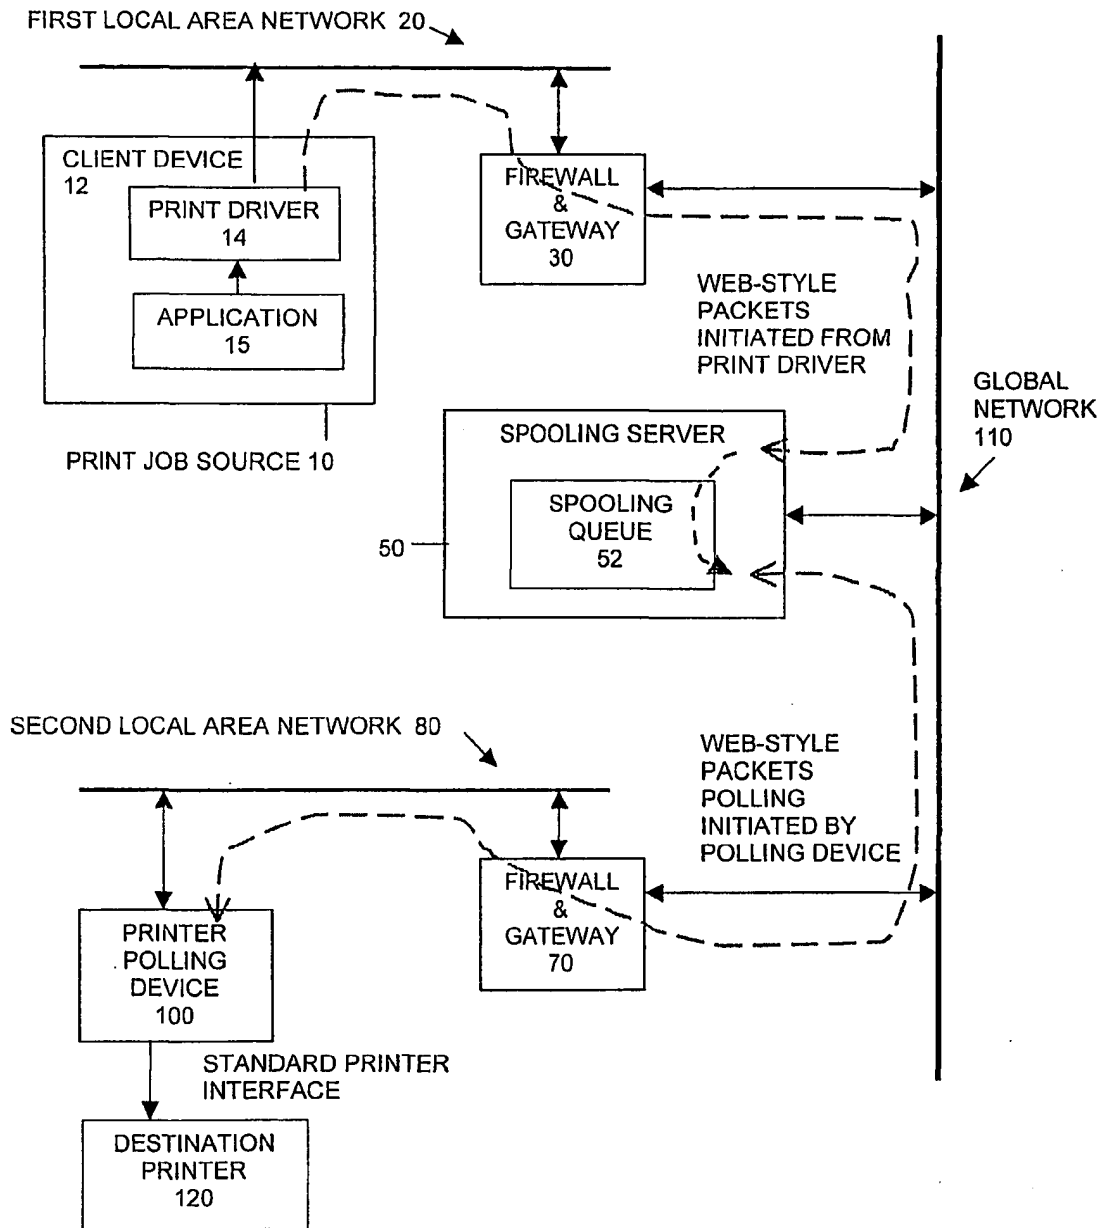 FIRST LOCAL AREA NETWORK 20
CLIENT DEVICE
12
PRINT DRIVER
14
APPLICATION
15
PRINT JOB SOURCE 10
FIREWALL
&
GATEWAY
30
WEB-STYLE
PACKETS
INITIATED FROM
PRINT DRIVER
GLOBAL
NETWORK
110
SPOOLING SERVER
SPOOLING
QUEUE
52
50
SECOND LOCAL AREA NETWORK 80
WEB-STYLE
PACKETS
POLLING
INITIATED BY
POLLING DEVICE
FIREWALL
&
GATEWAY
70
PRINTER
POLLING
DEVICE
100
STANDARD PRINTER
INTERFACE
DESTINATION
PRINTER
120